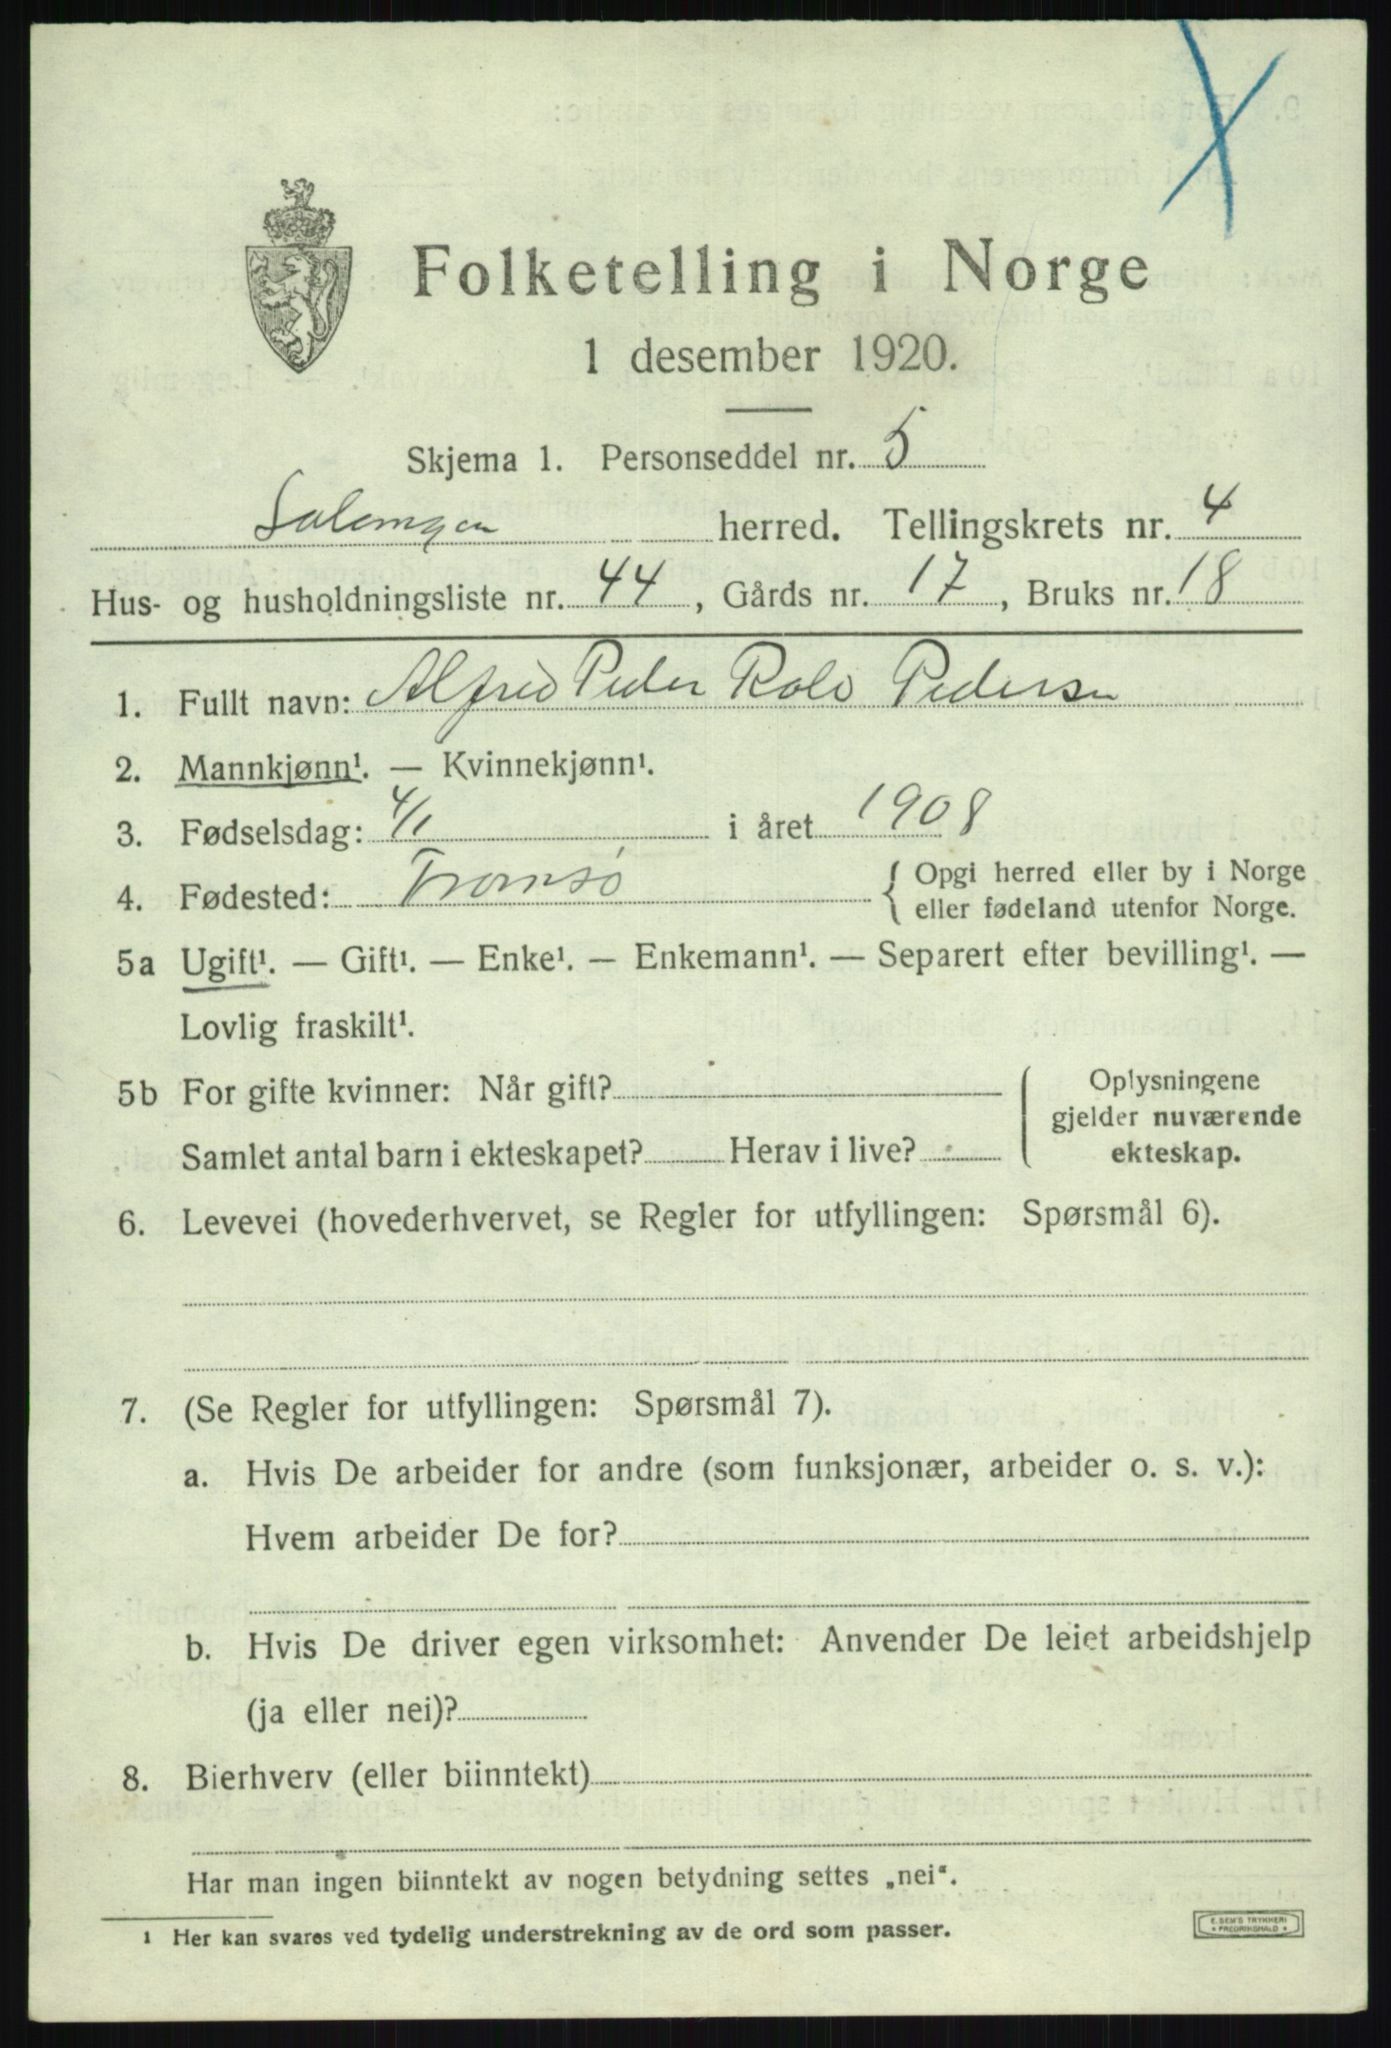 Folketelling i Norge
1 desember 1920.
Skjema 1. Personseddel nr. 5
Salangen herred. Tellingskrets nr. 4
Hus- og husholdningsliste nr. 44, Gårds nr. 17, Bruks nr. 18
1. Fullt navn: Alfred Peder Rolv Pedersen
2. Mannkjønn¹. — Kvinnekjønn¹.
3. Fødselsdag: 4/1 i året 1908
4. Fødested: Tromsø { Opgi herred eller by i Norge
eller fødeland utenfor Norge.
5a Ugift¹. — Gift¹. — Enke¹. — Enkemann¹. — Separert efter bevilling¹. —
Lovlig fraskilt¹.
5b For gifte kvinner: Når gift?
Samlet antal barn i ekteskapet? Herav i live?
Oplysningene
gjelder nuværende
ekteskap.
6. Levevei (hovederhvervet, se Regler for utfyllingen: Spørsmål 6).
7. (Se Regler for utfyllingen: Spørsmål 7).
a. Hvis De arbeider for andre (som funksjonær, arbeider o. s. v.):
Hvem arbeider De for?
b. Hvis De driver egen virksomhet: Anvender De leiet arbeidshjelp
(ja eller nei)?
8. Bierhverv (eller biinntekt)
Har man ingen biinntekt av nogen betydning settes „nei“.
¹ Her kan svares ved tydelig understrekning av de ord som passer.
E. SEM'S TRYKKERI
FREDRIKSHALD